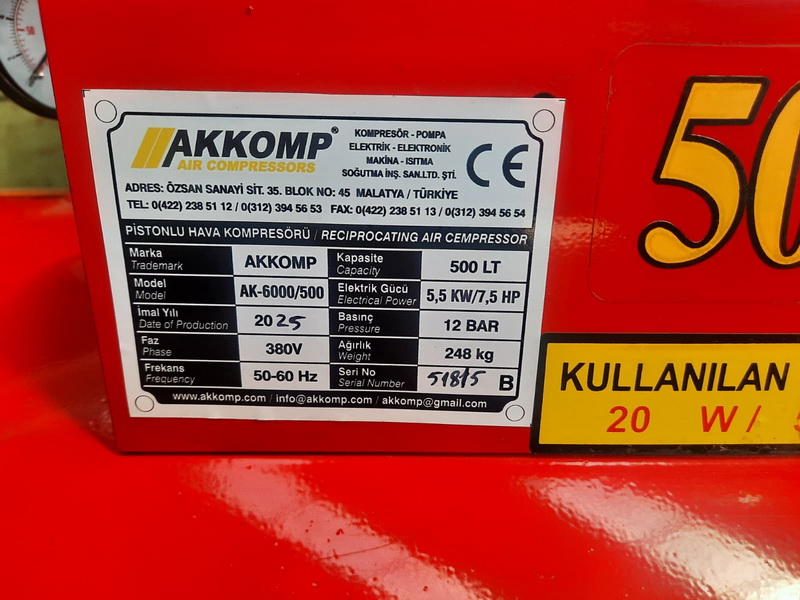 AKKOMP®
AIR COMPRESSORS
KOMPRESÖR - POMPA
ELEKTRİK - ELEKTRONİK
MAKİNA - ISITMA
SOĞUTMA İNŞ. SAN.LTD. ŞTİ.
CE
ADRES: ÖZSAN SANAYİ SİT. 35. BLOK NO: 45 MALATYA / TÜRKİYE
TEL: 0(422) 238 51 12 / 0(312) 394 56 53 FAX: 0(422) 238 51 13 / 0(312) 394 56 54
PİSTONLU HAVA KOMPRESÖRÜ / RECIPROCATING AIR CEMPRESSOR
Marka
Trademark
AKKOMP
Kapasite
Capacity
500 LT
Model
Model
AK-6000/500
Elektrik Gücü
Electrical Power
5,5 KW/7,5 HP
İmal Yılı
Date of Production
2025
Basınç
Pressure
12 BAR
Faz
Phase
380V
Ağırlık
Weight
248 kg
Frekans
Frequency
50-60 Hz
Seri No
Serial Number
51815 B
www.akkomp.com / info@akkomp.com / akkomp@gmail.com
50
KULLANILAN
20 W/